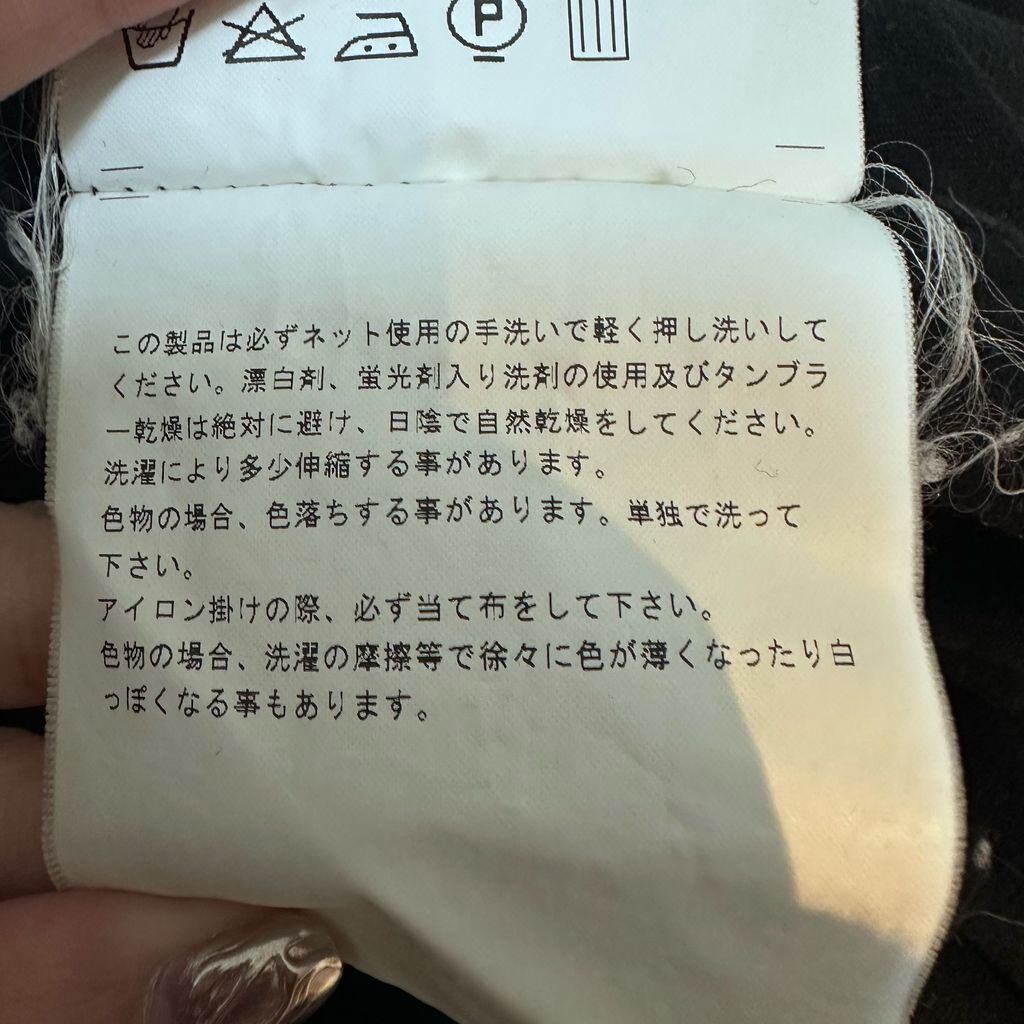 P
この製品は必ずネット使用の手洗いで軽く押し洗いして
ください。漂白剤、蛍光剤入り洗剤の使用及びタンブラ
ー乾燥は絶対に避け、日陰で自然乾燥をしてください。
洗濯により多少伸縮する事があります。
色物の場合、色落ちする事があります。単独で洗って
下さい。
アイロン掛けの際、必ず当て布をして下さい。
色物の場合、洗濯の摩擦等で徐々に色が薄くなったり白
っぽくなる事もあります。